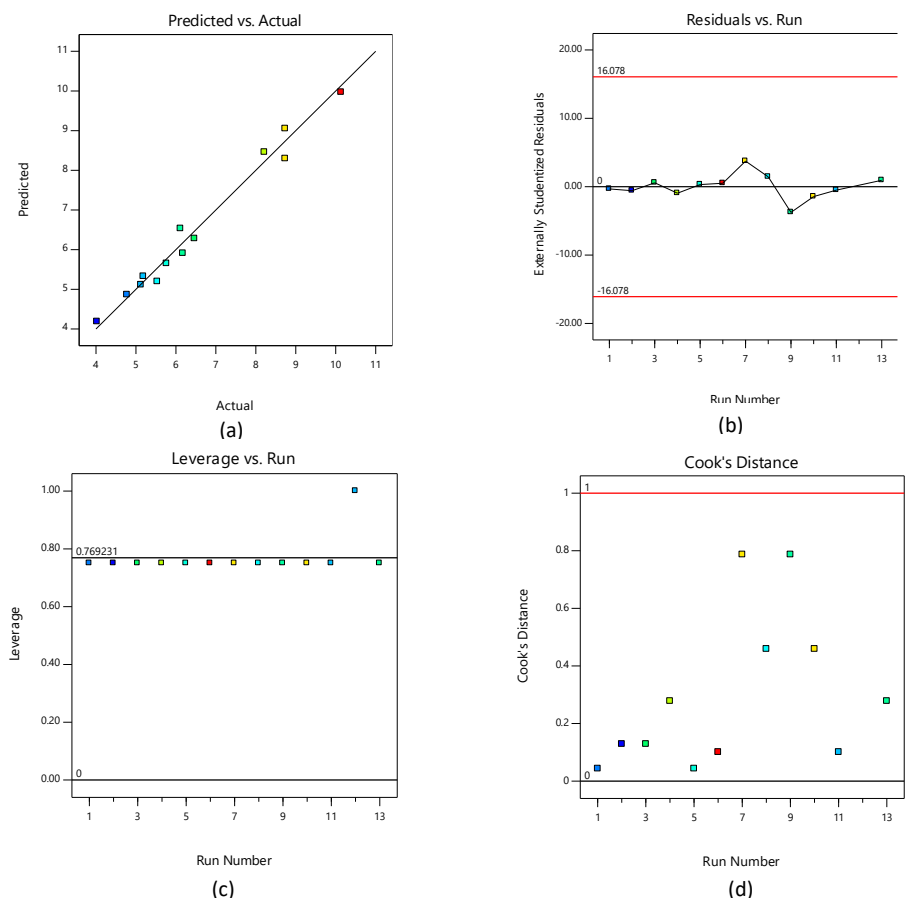 Predicted vs. Actual
Predicted
11
10
9
8
7
6
5
4
4 5 6 7 8 9 10 11
Actual
(a)
Residuals vs. Run
Externally Studentized Residuals
20.00
10.00
0.00
-10.00
-20.00
16.078
0
-16.078
1 3 5 7 9 11 13
Run Number
(b)
Leverage vs. Run
Leverage
1.00
0.80
0.60
0.40
0.20
0.00
0.769231
0
1 3 5 7 9 11 13
Run Number
(c)
Cook's Distance
Cook's Distance
1
0.8
0.6
0.4
0.2
0
1
0
1 3 5 7 9 11 13
Run Number
(d)